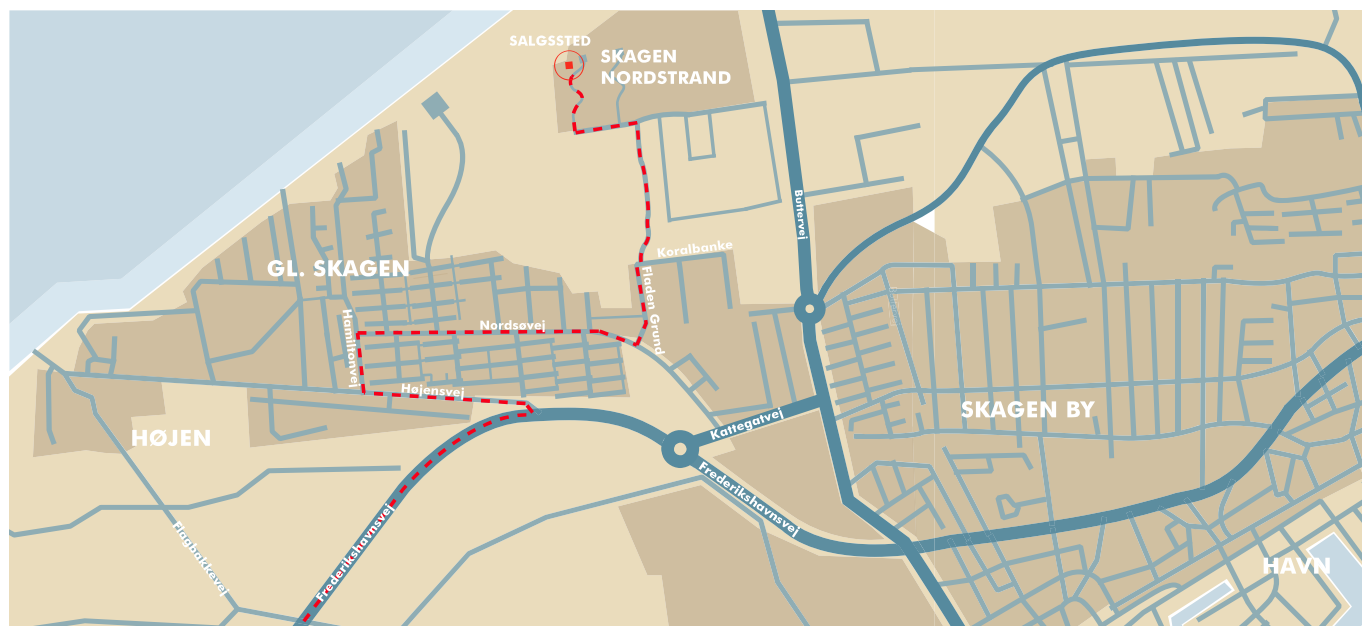 SALGSSTED
SKAGEN
NORDSTRAND
Buttervej
Koralbanke
GL. SKAGEN
Fladen Grund
Hamiltonvej
Nordsøvej
Højensvej
SKAGEN BY
HØJEN
Kattegatvej
Frederikshavnsvej
Flagbakkevej
Frederikshavnsvej
HAVN